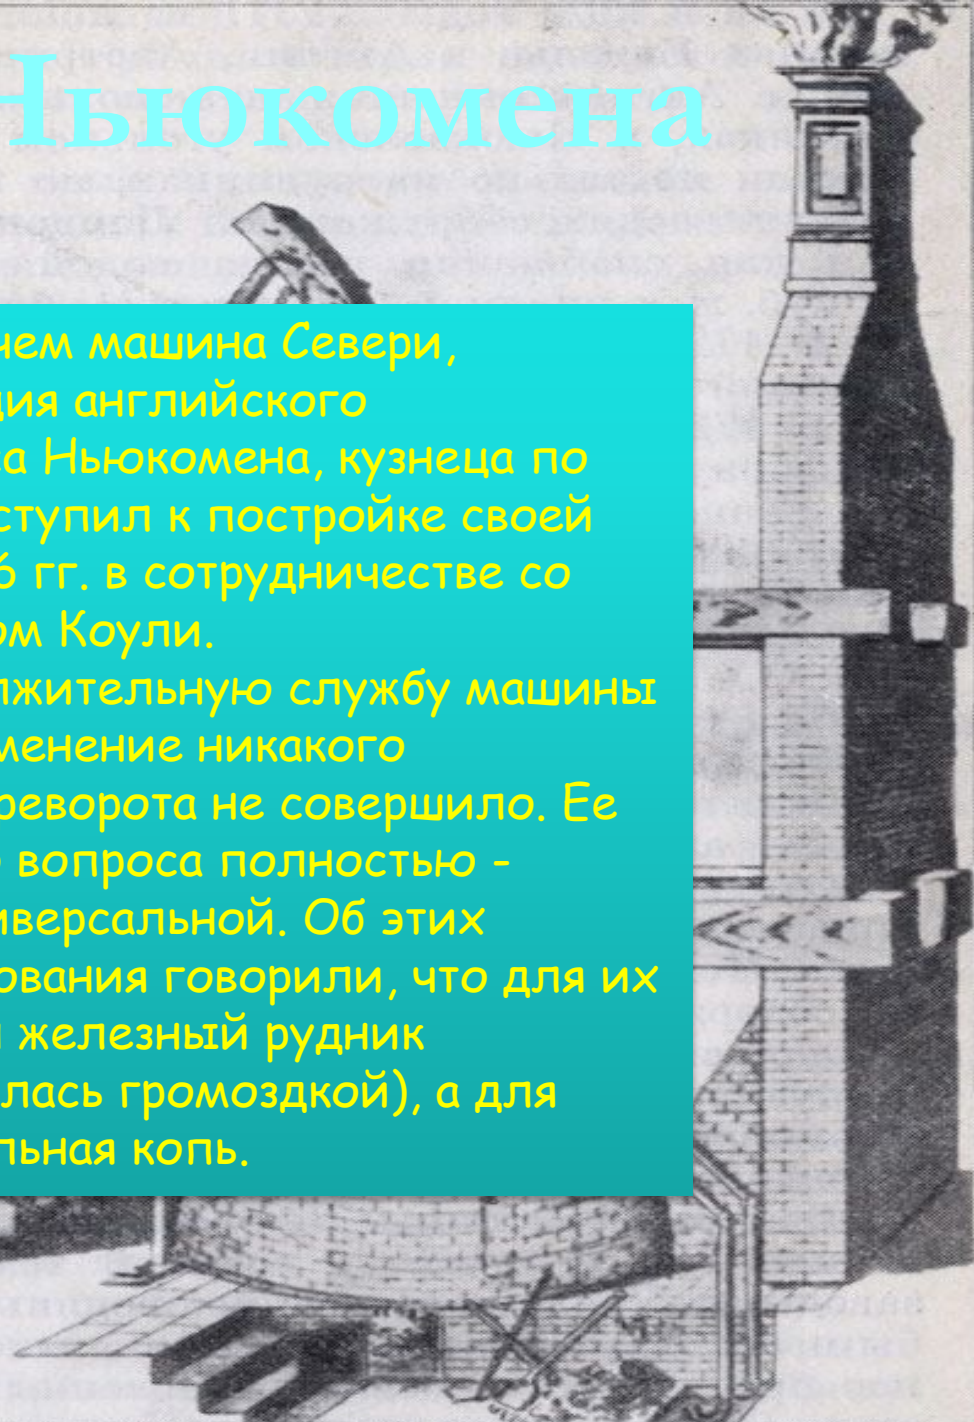 Ньюкомена
чем машина Севери,
ция английского
а Ньюкомена, кузнеца по
ступил к постройке своей
6 гг. в сотрудничестве со
ом Коули.
лжительную службу машины
менение никакого
реворота не совершило. Ее
вопроса полностью -
иверсальной. Об этих
ования говорили, что для их
железный рудник
лась громоздкой), а для
льная копь.